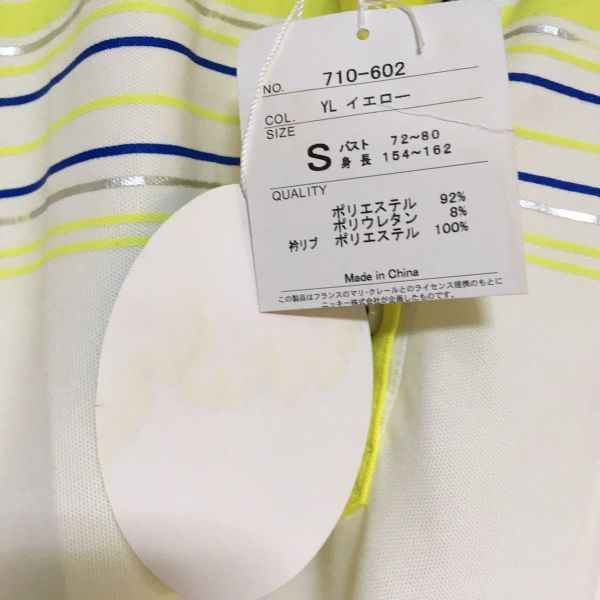 NO. 710-602
COL. YL イエロー
SIZE
S バスト 72~80
身長 154~162
QUALITY
ポリエステル 92%
ポリウレタン 8%
衿リブ ポリエステル 100%
Made in China
この製品はフランスのマリ・クレールとのライセンス提携のもとに
ニッキー株式会社が企画したものです。